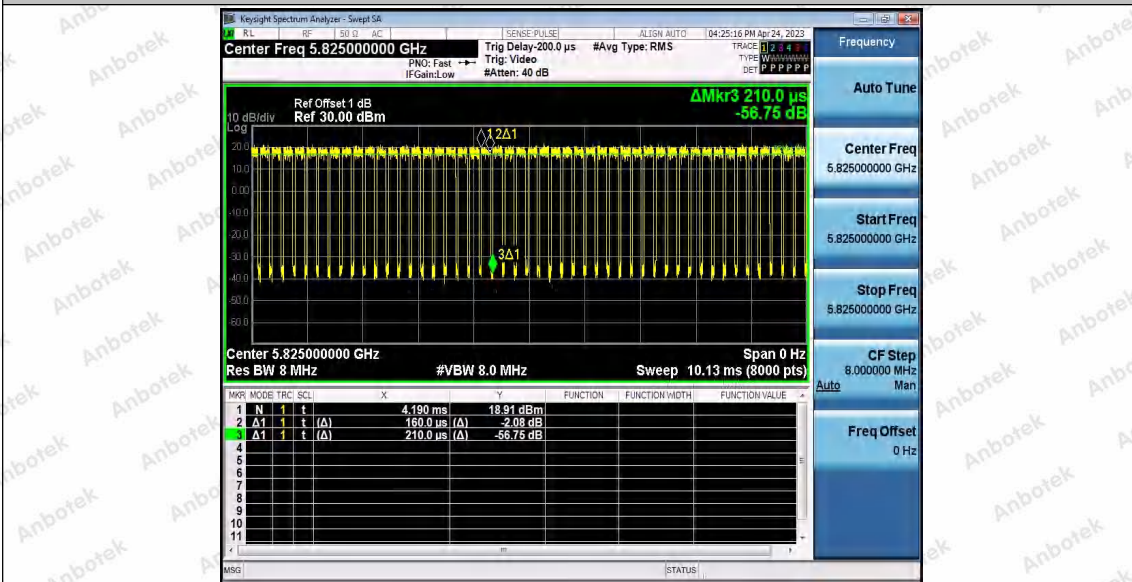 Keysight Spectrum Analyzer - Swept SA
RL RF 50 Ω AC SENSE:PULSE ALIGN AUTO 04:25:16 PM Apr 24, 2023
Center Freq 5.825000000 GHz
PNO: Fast
IFGain:Low
Trig Delay-200.0 µs
Trig: Video
#Atten: 40 dB
#Avg Type: RMS
TRACE 1 2 3 4
TYPE W
DET P P P P P P
ΔMkr3 210.0 µs
-56.75 dB
Ref Offset 1 dB
10 dB/div Ref 30.00 dBm
Log
20.0
10.0
0.00
-10.0
-20.0
-30.0
-40.0
-50.0
-60.0
12Δ1
3Δ1
Center 5.825000000 GHz Span 0 Hz
Res BW 8 MHz #VBW 8.0 MHz Sweep 10.13 ms (8000 pts)
MKR MODE TRC SCL X Y FUNCTION FUNCTION WIDTH FUNCTION VALUE
1 N 1 t 4.190 ms 18.91 dBm
2 Δ1 1 t (Δ) 160.0 µs (Δ) -2.08 dB
3 Δ1 1 t (Δ) 210.0 µs (Δ) -56.75 dB
4
5
6
7
8
9
10
11
MSG STATUS
Frequency
Auto Tune
Center Freq
5.825000000 GHz
Start Freq
5.825000000 GHz
Stop Freq
5.825000000 GHz
CF Step
8.000000 MHz
Auto Man
Freq Offset
0 Hz
Anbotek